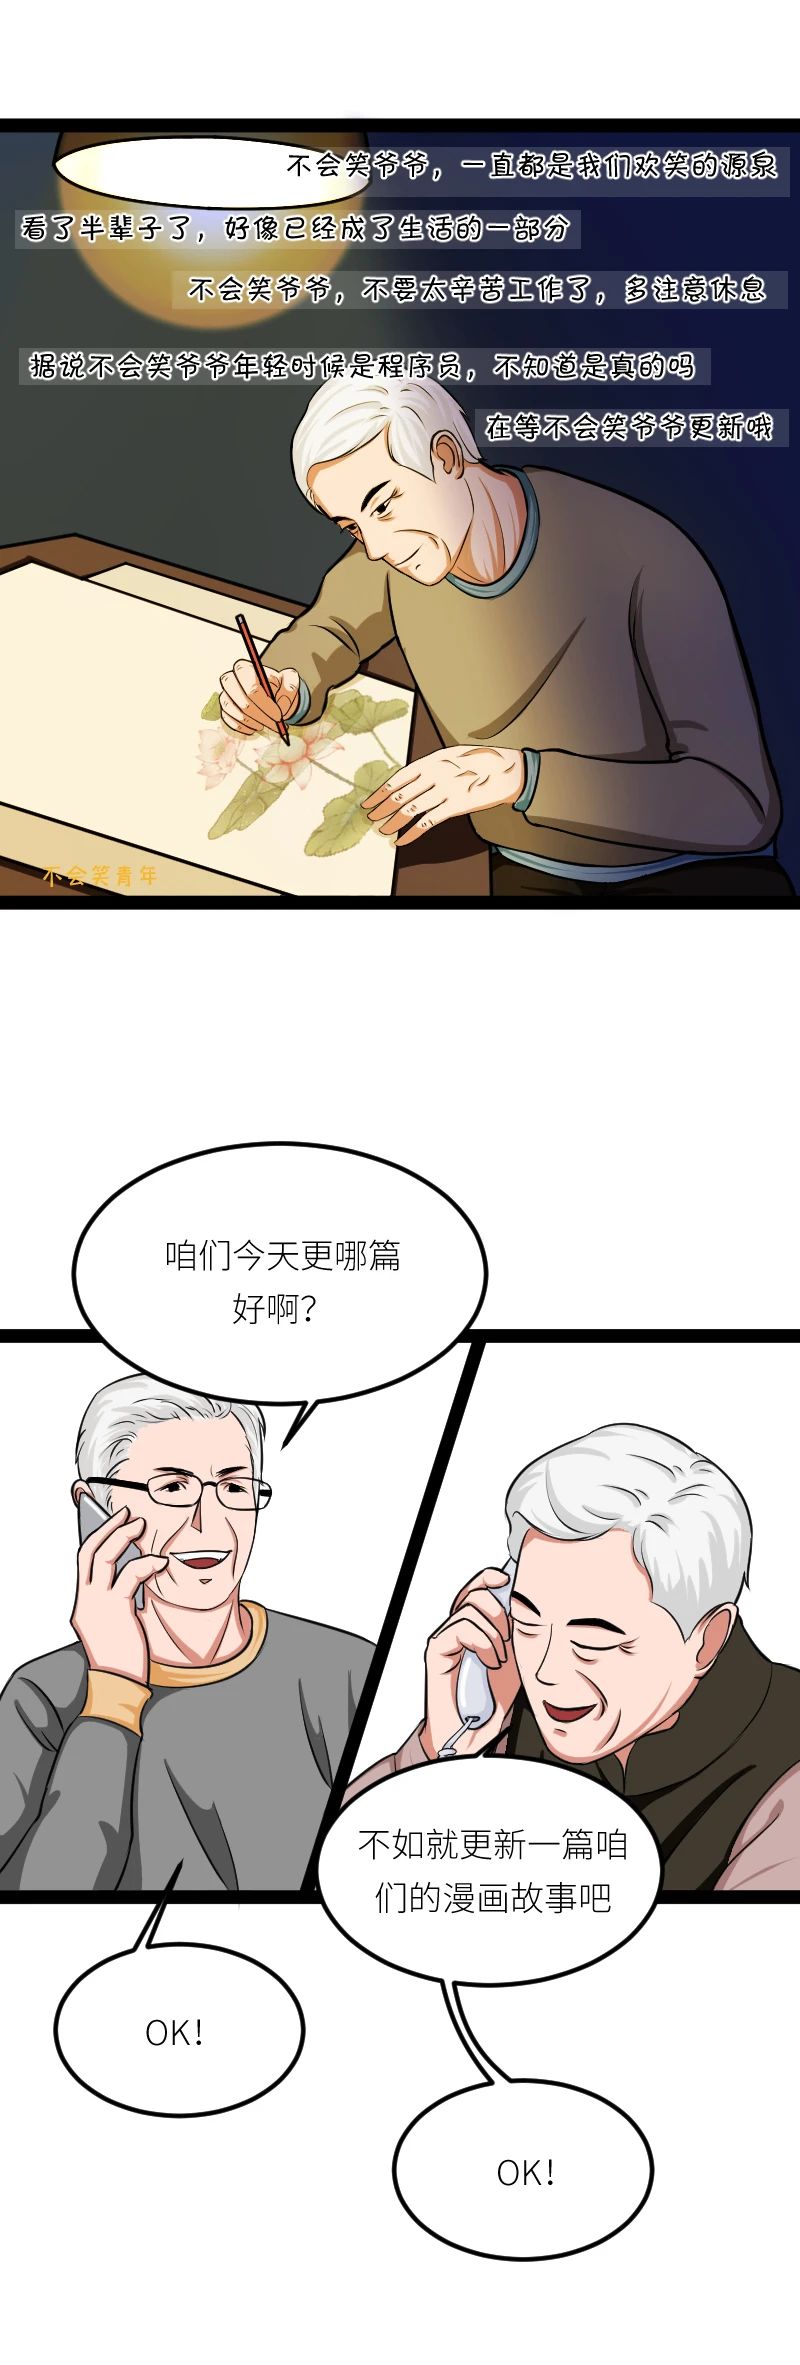 不会笑爷爷，一直都是我们欢笑的源泉
看了半辈子了，好像已经成了生活的一部分
不会笑爷爷，不要太辛苦工作了，多注意休息
据说不会笑爷爷年轻时候是程序员，不知道是真的吗
在等不会笑爷爷更新哦
不会笑青年
咱们今天更哪篇
好啊？
不如就更新一篇咱
们的漫画故事吧
OK！
OK！